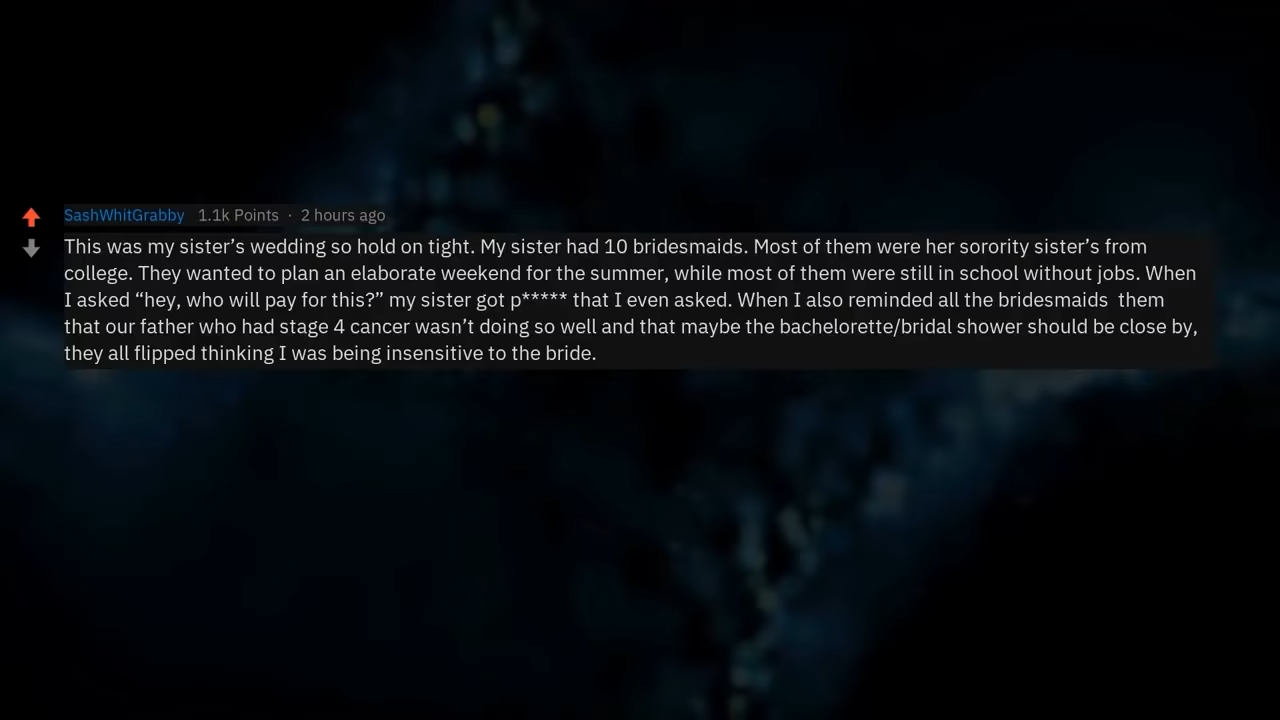 SashWhitGrabby 1.1k Points · 2 hours ago
This was my sister’s wedding so hold on tight. My sister had 10 bridesmaids. Most of them were her sorority sister’s from
college. They wanted to plan an elaborate weekend for the summer, while most of them were still in school without jobs. When
I asked “hey, who will pay for this?” my sister got p***** that I even asked. When I also reminded all the bridesmaids  them
that our father who had stage 4 cancer wasn’t doing so well and that maybe the bachelorette/bridal shower should be close by,
they all flipped thinking I was being insensitive to the bride.